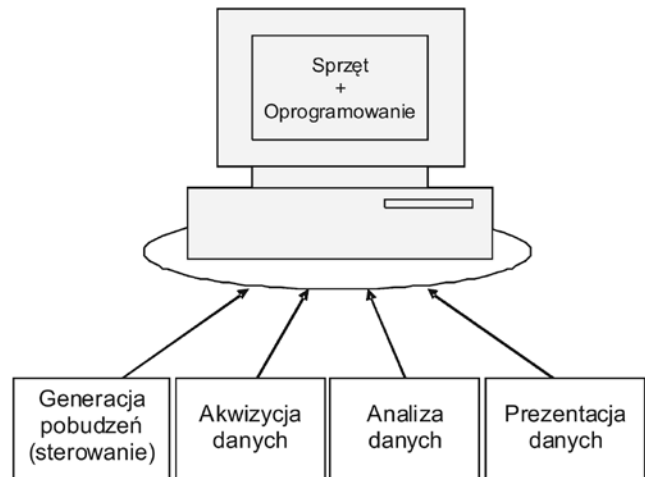 Sprzęt
+
Oprogramowanie
Generacja
pobudzeń
(sterowanie)
Akwizycja
danych
Analiza
danych
Prezentacja
danych